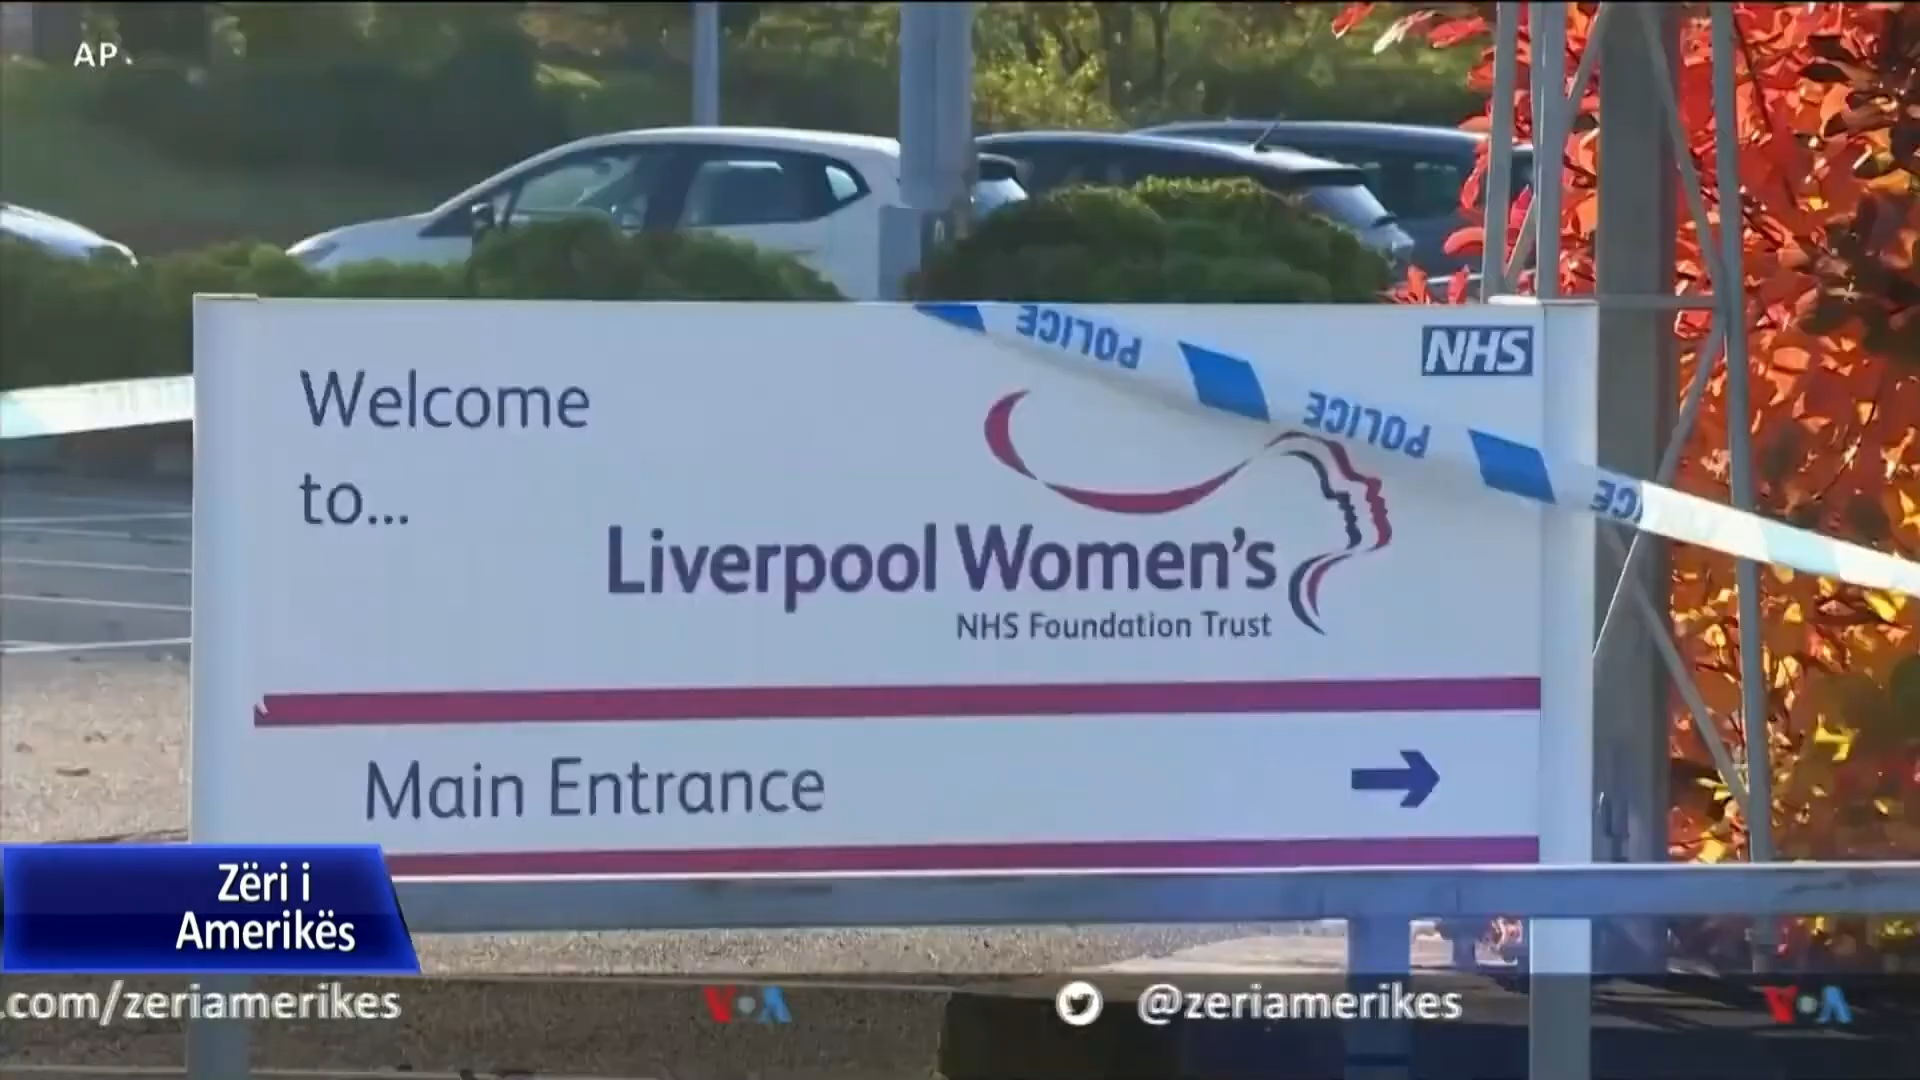 AP
POLICE
POLICE
ICE
NHS
Welcome
to...
Liverpool Women's
NHS Foundation Trust
Main Entrance
Zëri i
Amerikës
.com/zeriamerikes
VOA
@zeriamerikes
VOA